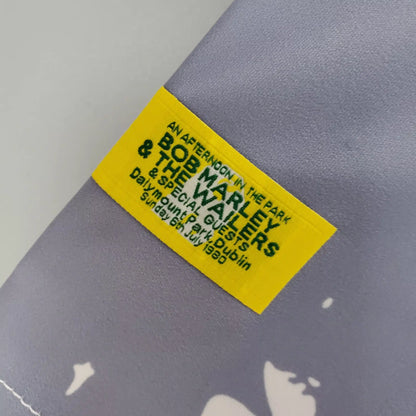 AN AFTERNOON IN THE PARK
BOB MARLEY
& THE WAILERS
& SPECIAL GUESTS
Dalymount Park, Dublin
Sunday 6th July 1980